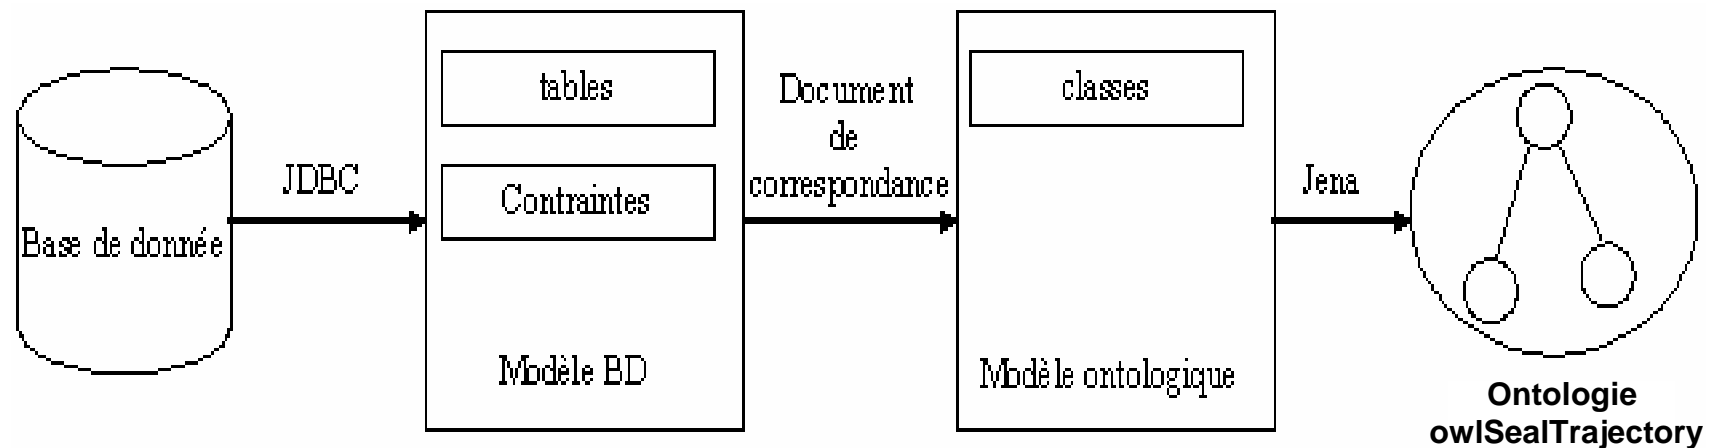 Base de donnée
JDBC
tables
Contraintes
Modèle BD
Document
de
correspondance
classes
Modèle ontologique
Jena
Ontologie
owlSealTrajectory